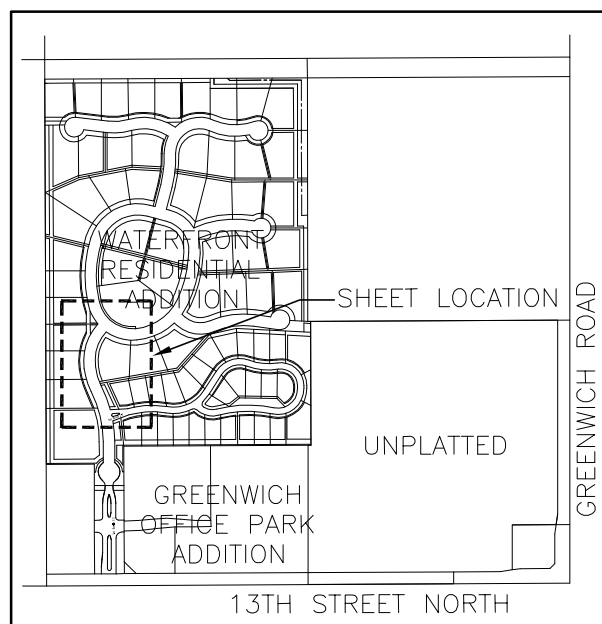 WATERFRONT
RESIDENTIAL
ADDITION
SHEET LOCATION
GREENWICH ROAD
UNPLATTED
GREENWICH
OFFICE PARK
ADDITION
13TH STREET NORTH